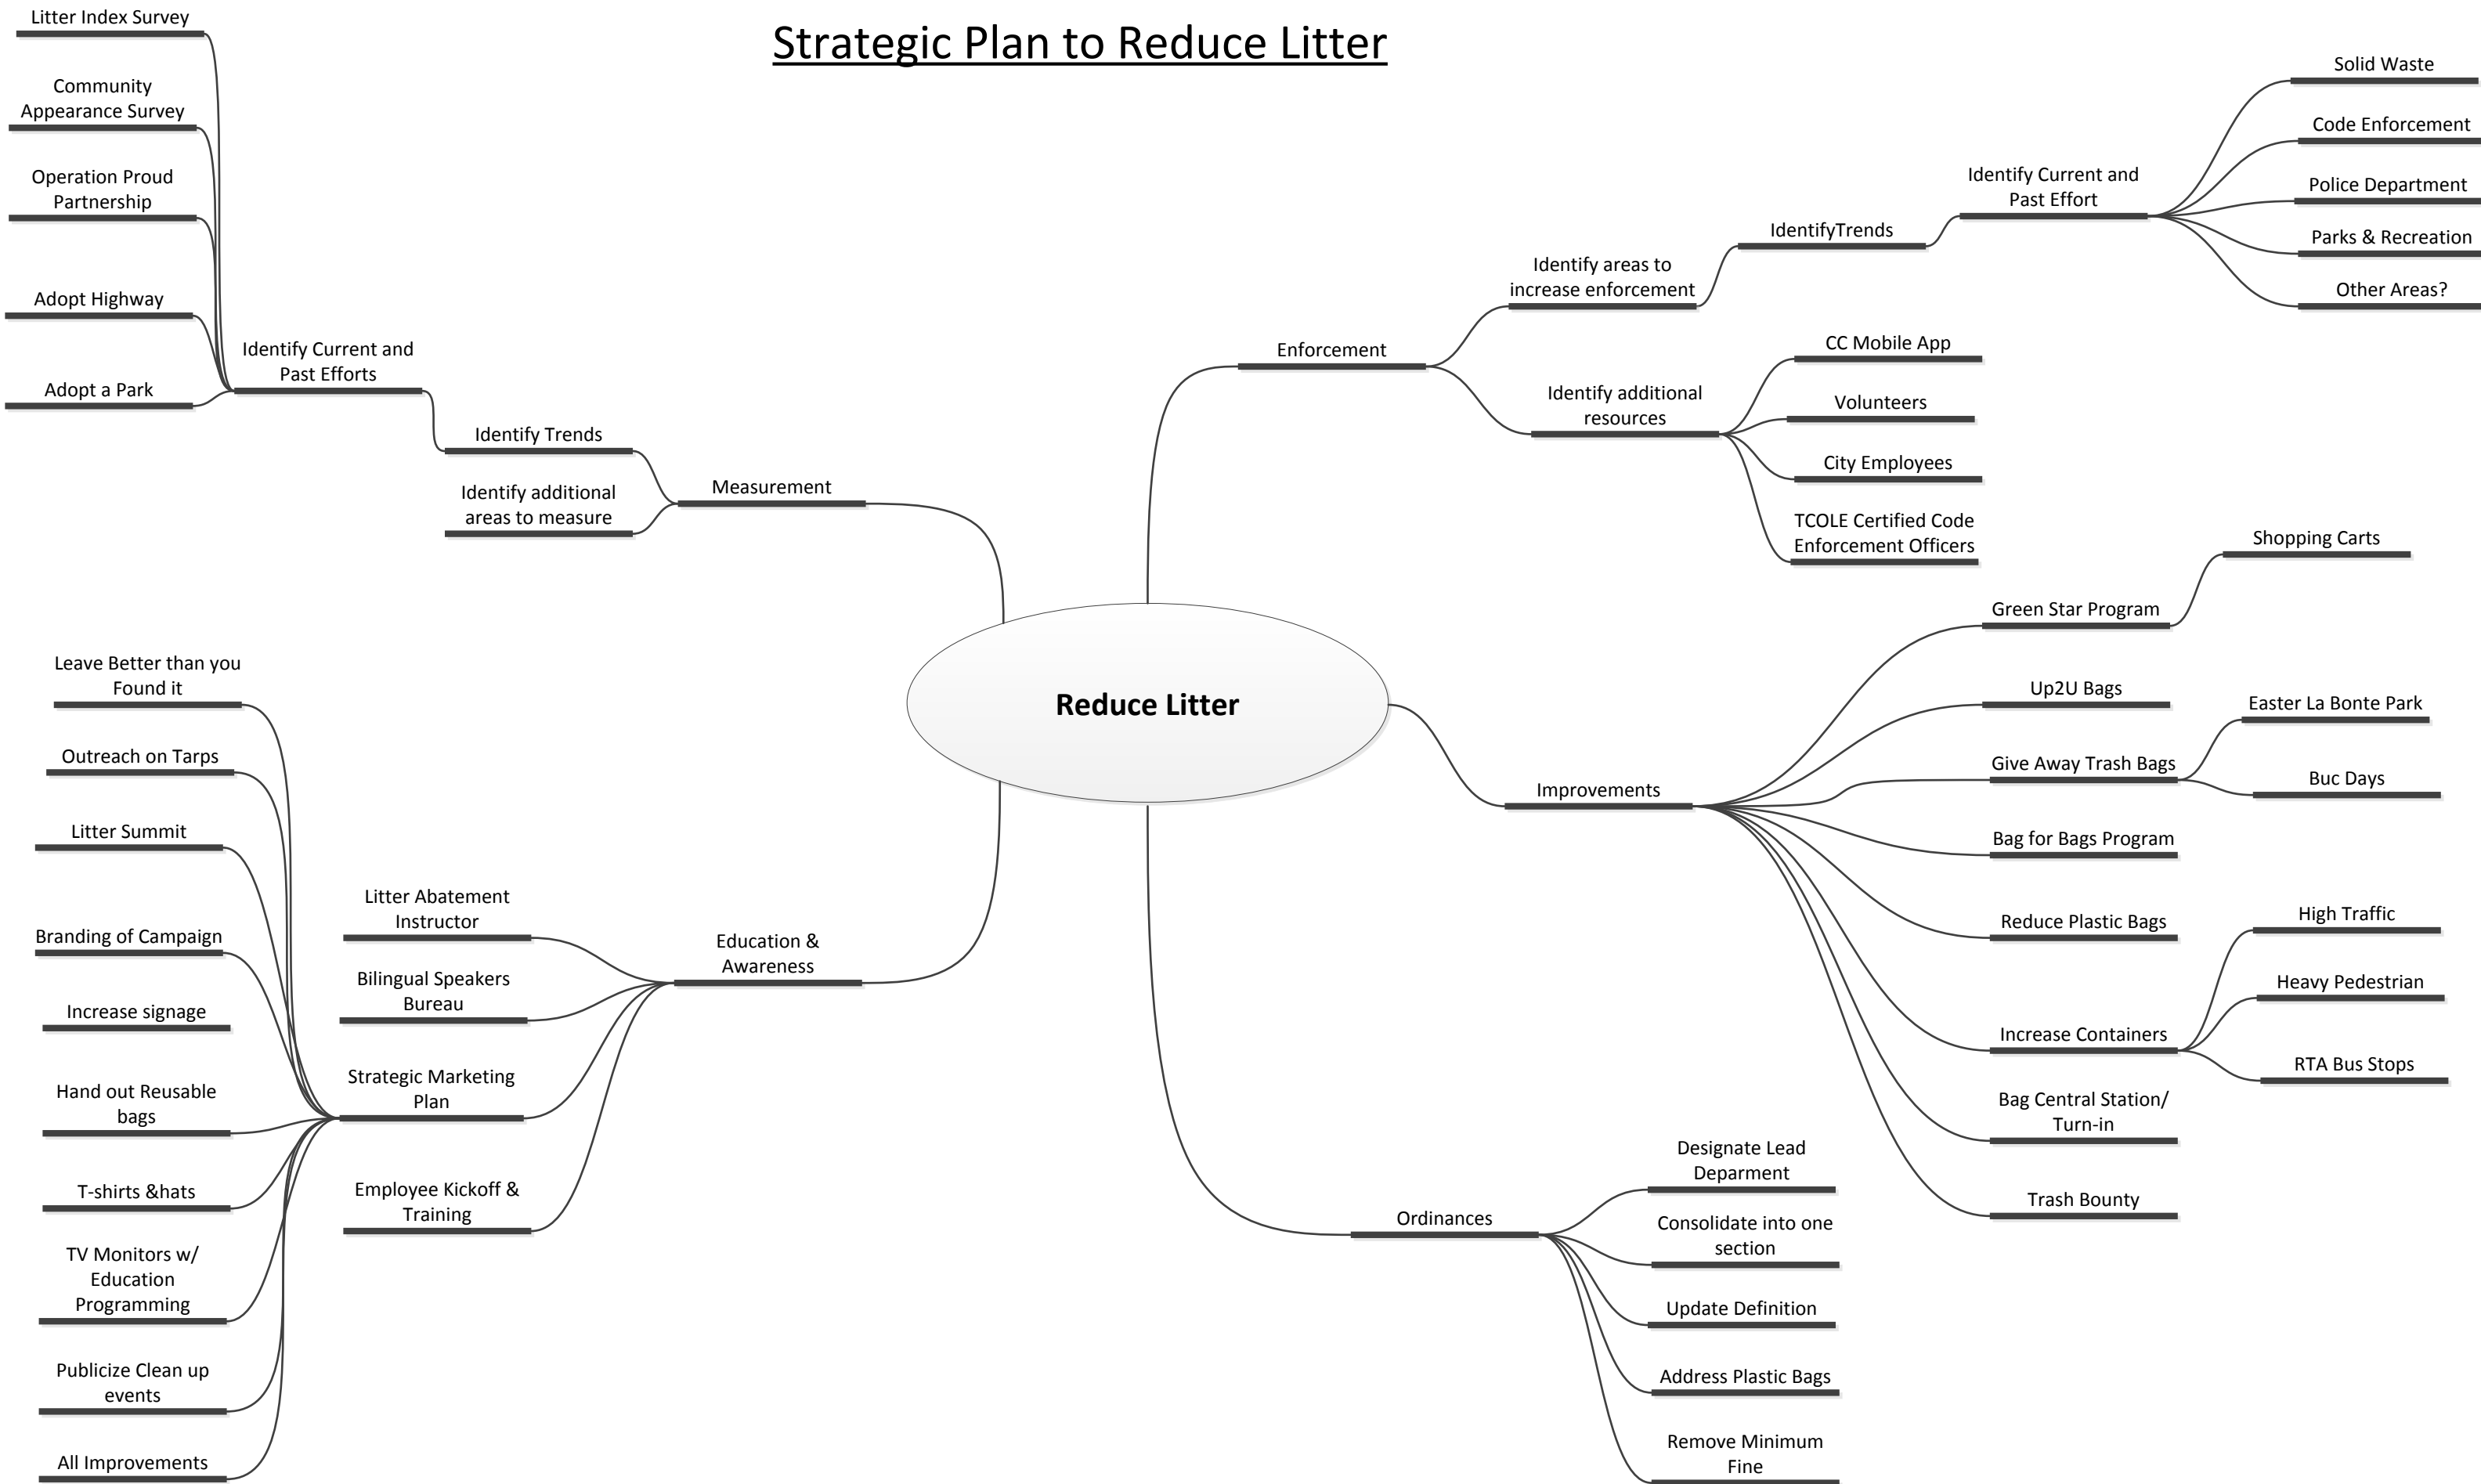 Strategic Plan to Reduce Litter
Litter Index Survey
Community
Appearance Survey
Operation Proud
Partnership
Adopt Highway
Adopt a Park
Identify Current and
Past Efforts
Identify Trends
Identify additional
areas to measure
Measurement
Reduce Litter
Enforcement
Identify areas to
increase enforcement
IdentifyTrends
Identify Current and
Past Effort
Solid Waste
Code Enforcement
Police Department
Parks & Recreation
Other Areas?
Identify additional
resources
CC Mobile App
Volunteers
City Employees
TCOLE Certified Code
Enforcement Officers
Improvements
Green Star Program
Shopping Carts
Up2U Bags
Give Away Trash Bags
Easter La Bonte Park
Buc Days
Bag for Bags Program
Reduce Plastic Bags
Increase Containers
High Traffic
Heavy Pedestrian
RTA Bus Stops
Bag Central Station/
Turn-in
Trash Bounty
Ordinances
Designate Lead
Deparment
Consolidate into one
section
Update Definition
Address Plastic Bags
Remove Minimum
Fine
Education &
Awareness
Litter Abatement
Instructor
Bilingual Speakers
Bureau
Strategic Marketing
Plan
Employee Kickoff &
Training
Leave Better than you
Found it
Outreach on Tarps
Litter Summit
Branding of Campaign
Increase signage
Hand out Reusable
bags
T-shirts &hats
TV Monitors w/
Education
Programming
Publicize Clean up
events
All Improvements